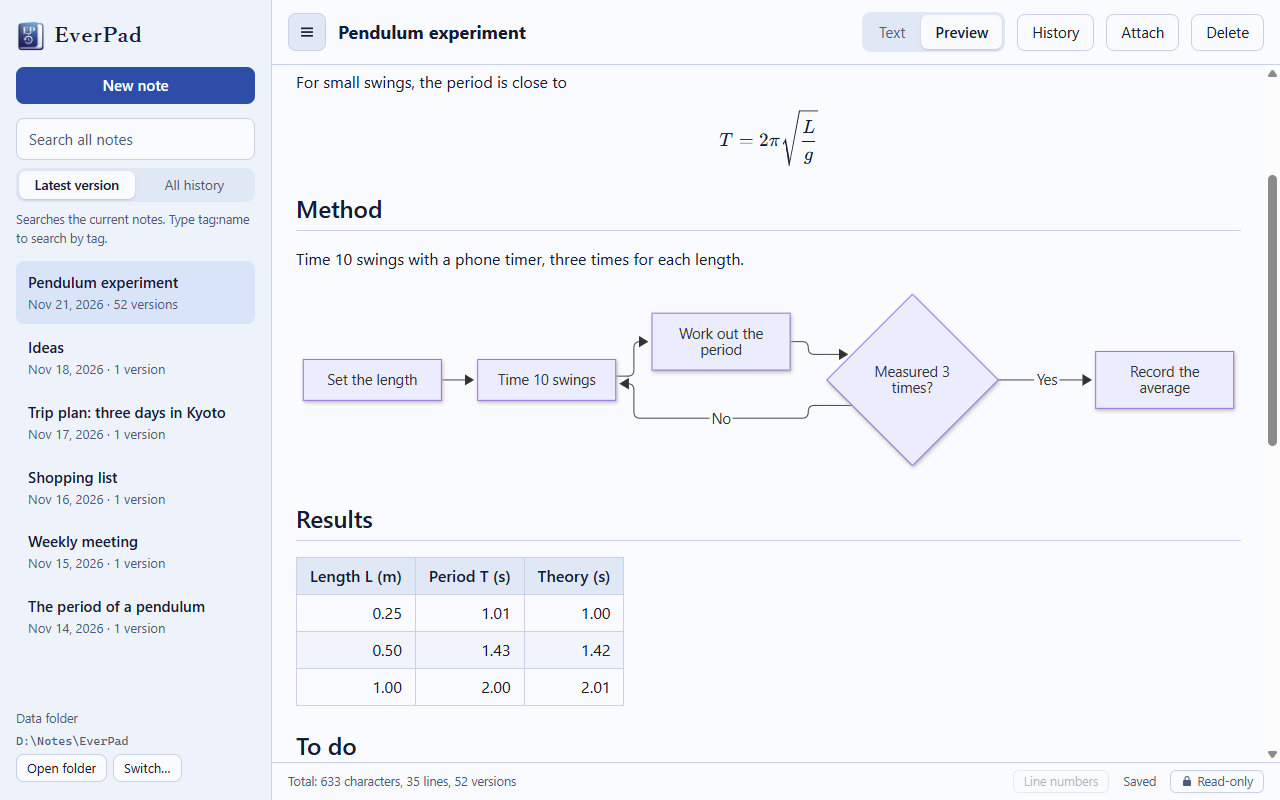 EverPad
New note
Search all notes
Latest version
All history
Searches the current notes. Type tag:name
to search by tag.
Pendulum experiment
Nov 21, 2026 · 52 versions
Ideas
Nov 18, 2026 · 1 version
Trip plan: three days in Kyoto
Nov 17, 2026 · 1 version
Shopping list
Nov 16, 2026 · 1 version
Weekly meeting
Nov 15, 2026 · 1 version
The period of a pendulum
Nov 14, 2026 · 1 version
Data folder
D:\Notes\EverPad
Open folder
Switch...
Pendulum experiment
Text
Preview
History
Attach
Delete
For small swings, the period is close to
T = 2π√(L/g)
Method
Time 10 swings with a phone timer, three times for each length.
Set the length
Time 10 swings
Work out the
period
No
Measured 3
times?
Yes
Record the
average
Results
Length L (m) Period T (s) Theory (s)
0.25 1.01 1.00
0.50 1.43 1.42
1.00 2.00 2.01
To do
Total: 633 characters, 35 lines, 52 versions
Line numbers
Saved
Read-only